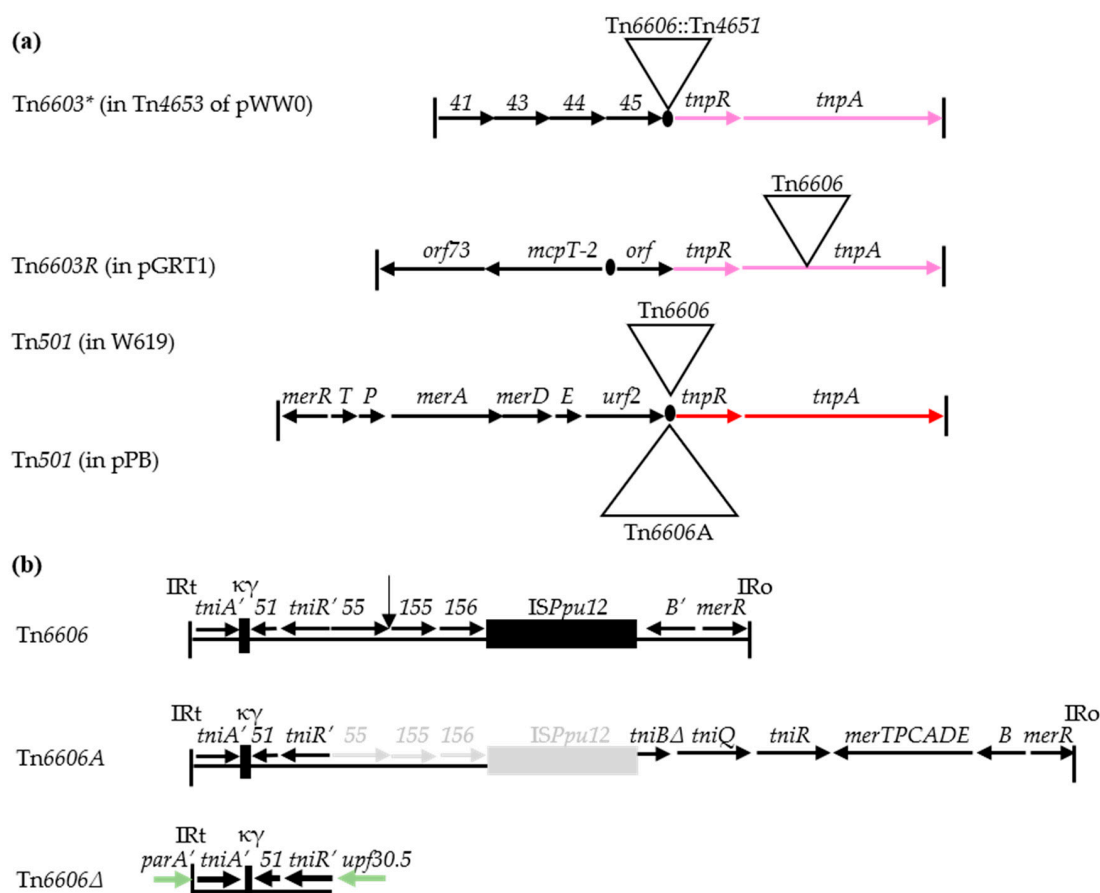 (a)
Tn6606::Tn4651
Tn6603* (in Tn4653 of pWW0)
41 43 44 45 tnpR tnpA
Tn6606
Tn6603R (in pGRT1)
orf73 mcpT-2 orf tnpR tnpA
Tn501 (in W619)
Tn6606
merR T P merA merD E urf2 tnpR tnpA
Tn501 (in pPB)
Tn6606A
(b)
IRt κγ IRo
tniA′ 51 tniR′ 55 155 156 ISPpu12 B′ merR
Tn6606
IRt κγ IRo
tniA′ 51 tniR′ 55 155 156 ISPpu12 tniBΔ tniQ tniR merTPCADE B merR
Tn6606A
IRt κγ
parA′ tniA′ 51 tniR′ upf30.5
Tn6606Δ